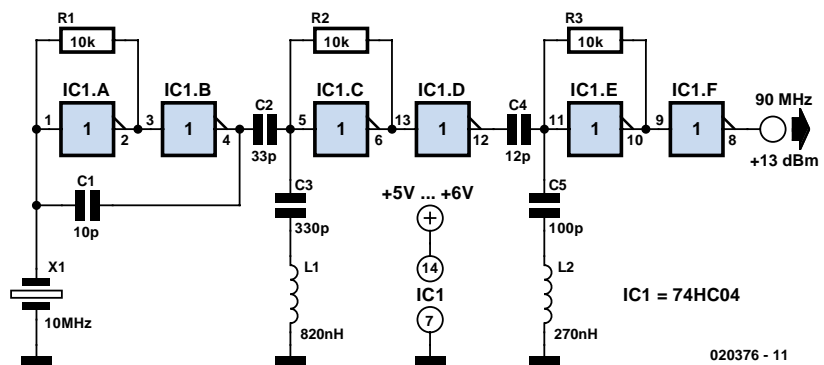 R1
10k
R2
10k
R3
10k
IC1.A
IC1.B
C2
IC1.C
IC1.D
C4
IC1.E
IC1.F
90 MHz
1
1
2
3
1
4
33p
5
1
6
13
1
12
12p
11
1
10
9
1
8
+13 dBm
C1
10p
C3
330p
+5V ... +6V
+
C5
100p
X1
10MHz
L1
820nH
14
IC1
7
L2
270nH
IC1 = 74HC04
020376 - 11